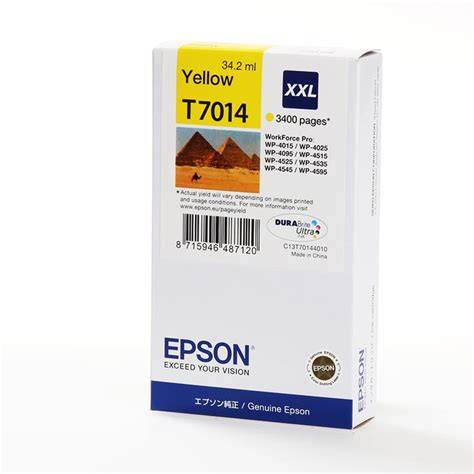 34.2 ml
Yellow
T7014
XXL
3400 pages*
WorkForce Pro:
WP-4015 / WP-4025
WP-4095 / WP-4515
WP-4525 / WP-4535
WP-4545 / WP-4595
* Actual yield will vary depending on images printed
and usage conditions. For more information visit
www.epson.eu/pageyield
DURABrite
Ultra
ink
C13T70144010
Made in China
8 715946 487120
EPSON
EXCEED YOUR VISION
EPSON
エプソン純正 / Genuine Epson